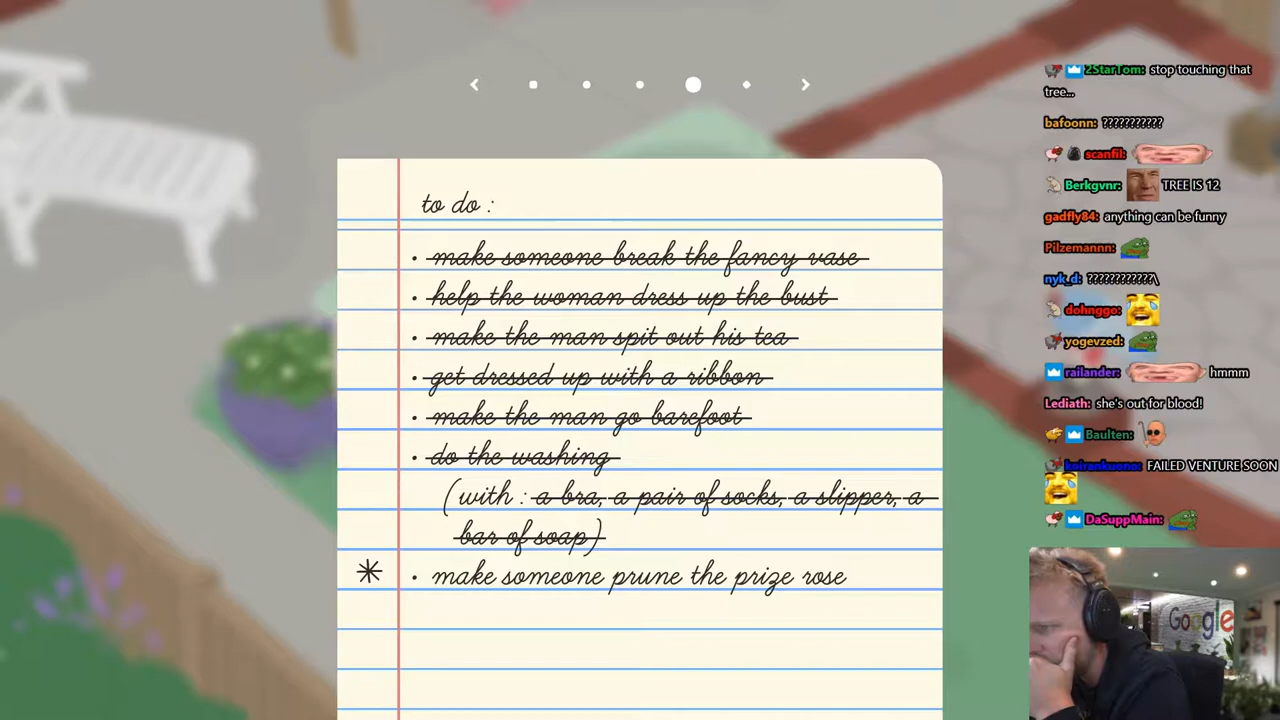 to do :
• make someone break the fancy vase
• help the woman dress up the bust
• make the man spit out his tea
• get dressed up with a ribbon
• make the man go barefoot
• do the washing
(with : a bra, a pair of socks, a slipper, a
bar of soap)
• make someone prune the prize rose
2StarTom: stop touching that
tree...
bafoonn: ???????????
scanfil:
Berkgvnr: TREE IS 12
gadfly84: anything can be funny
Pilzemannn:
nyk_d: ????????????\
dohnggo:
yogevzed:
railander: hmmm
Lediath: she's out for blood!
Baulten:
koirankuono: FAILED VENTURE SOON
DaSuppMain:
Google